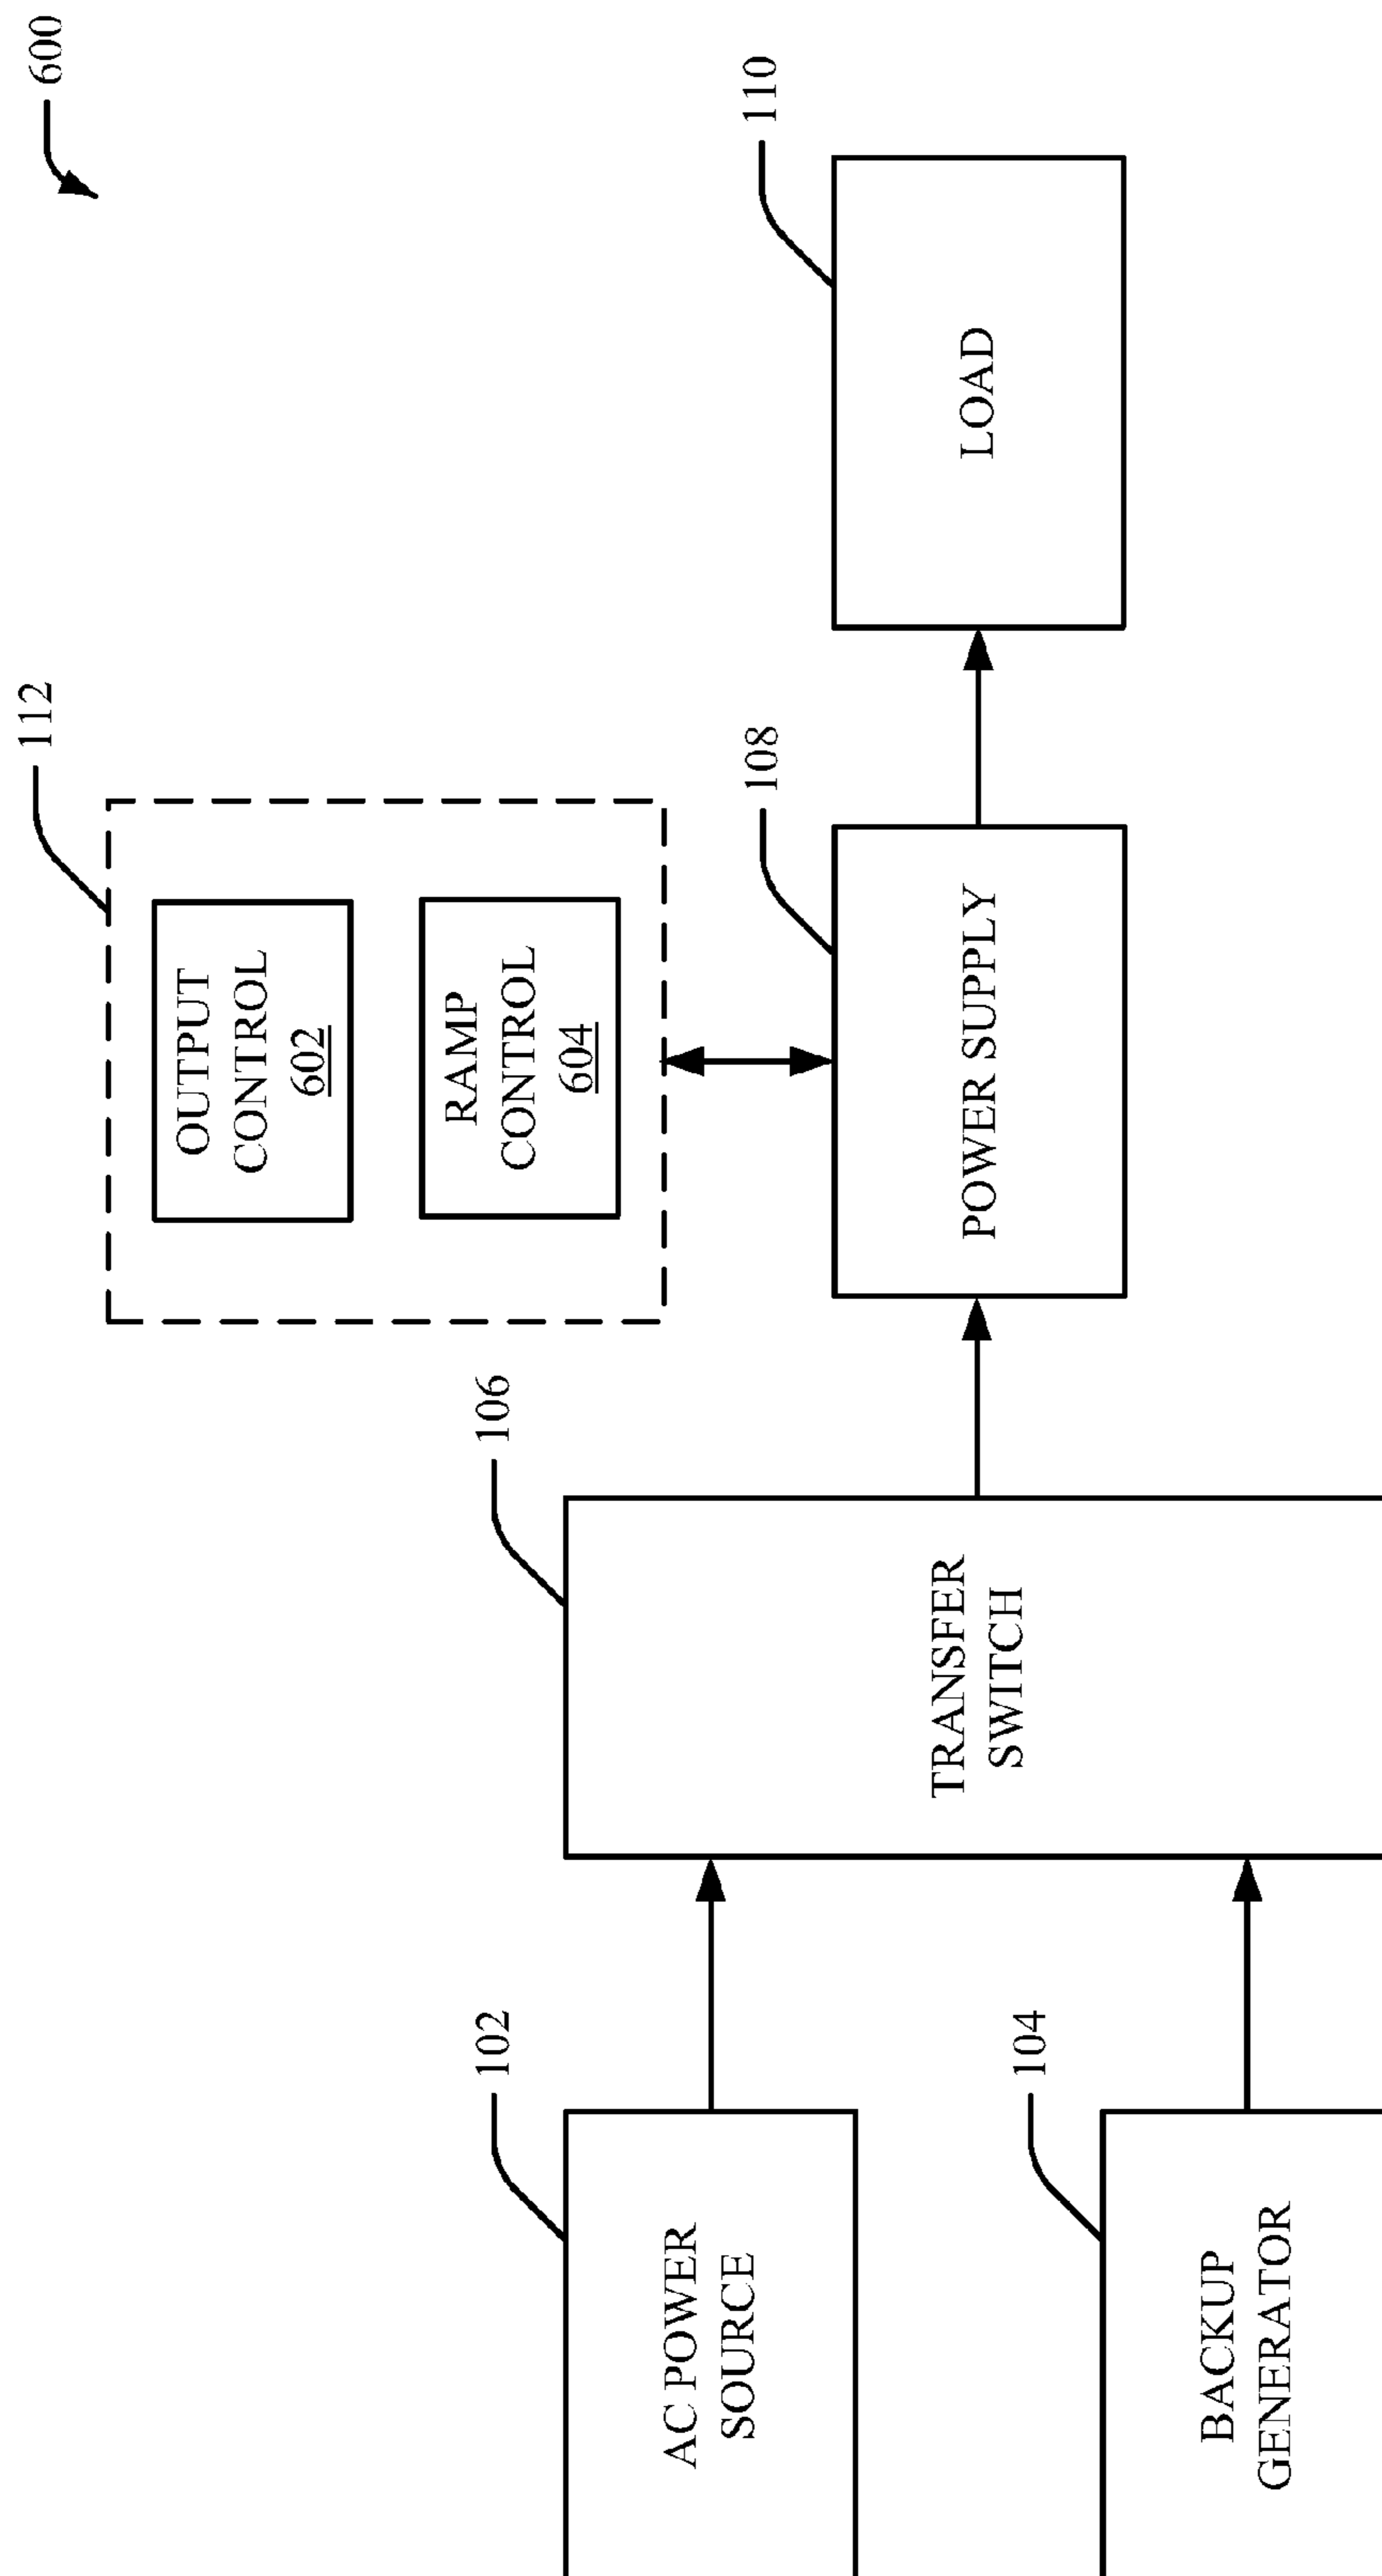 600
112
OUTPUT
CONTROL
602
RAMP
CONTROL
604
102
AC POWER
SOURCE
106
TRANSFER
SWITCH
108
POWER SUPPLY
110
LOAD
104
BACKUP
GENERATOR